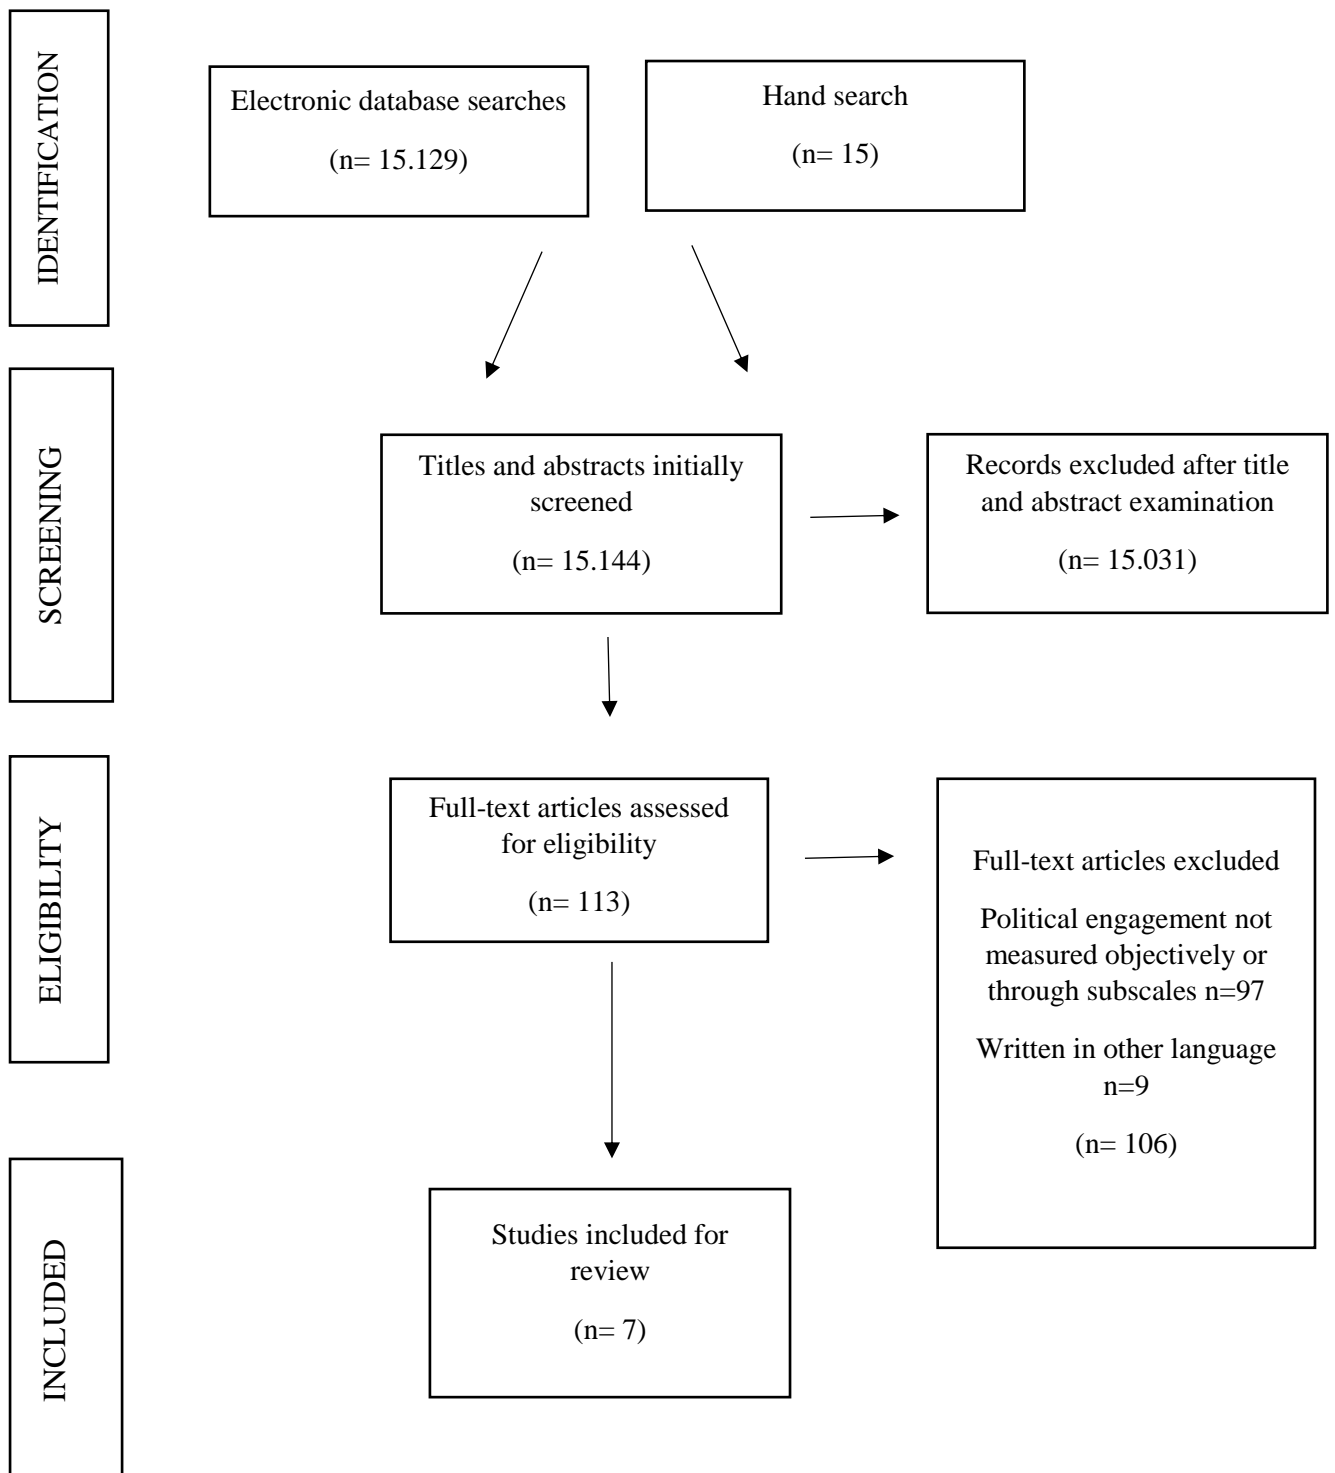 IDENTIFICATION
Electronic database searches
(n= 15.129)
Hand search
(n= 15)
SCREENING
Titles and abstracts initially
screened
(n= 15.144)
Records excluded after title
and abstract examination
(n= 15.031)
ELIGIBILITY
Full-text articles assessed
for eligibility
(n= 113)
Full-text articles excluded
Political engagement not
measured objectively or
through subscales n=97
Written in other language
n=9
(n= 106)
INCLUDED
Studies included for
review
(n= 7)